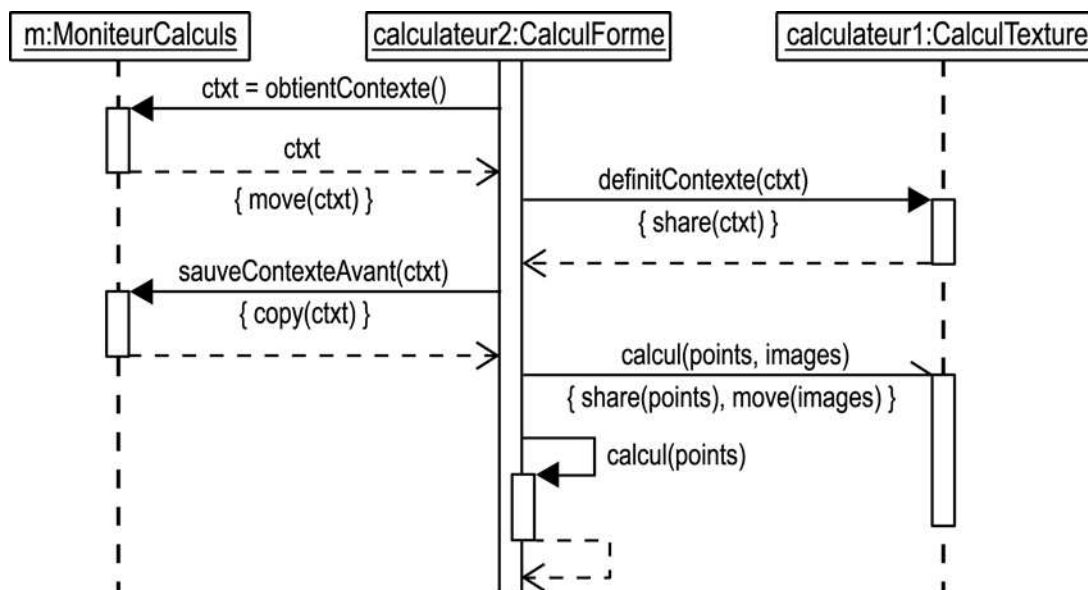 m:MoniteurCalculs
calculateur2:CalculForme
calculateur1:CalculTexture
ctxt = obtientContexte()
ctxt
{ move(ctxt) }
definitContexte(ctxt)
{ share(ctxt) }
sauveContexteAvant(ctxt)
{ copy(ctxt) }
calcul(points, images)
{ share(points), move(images) }
calcul(points)